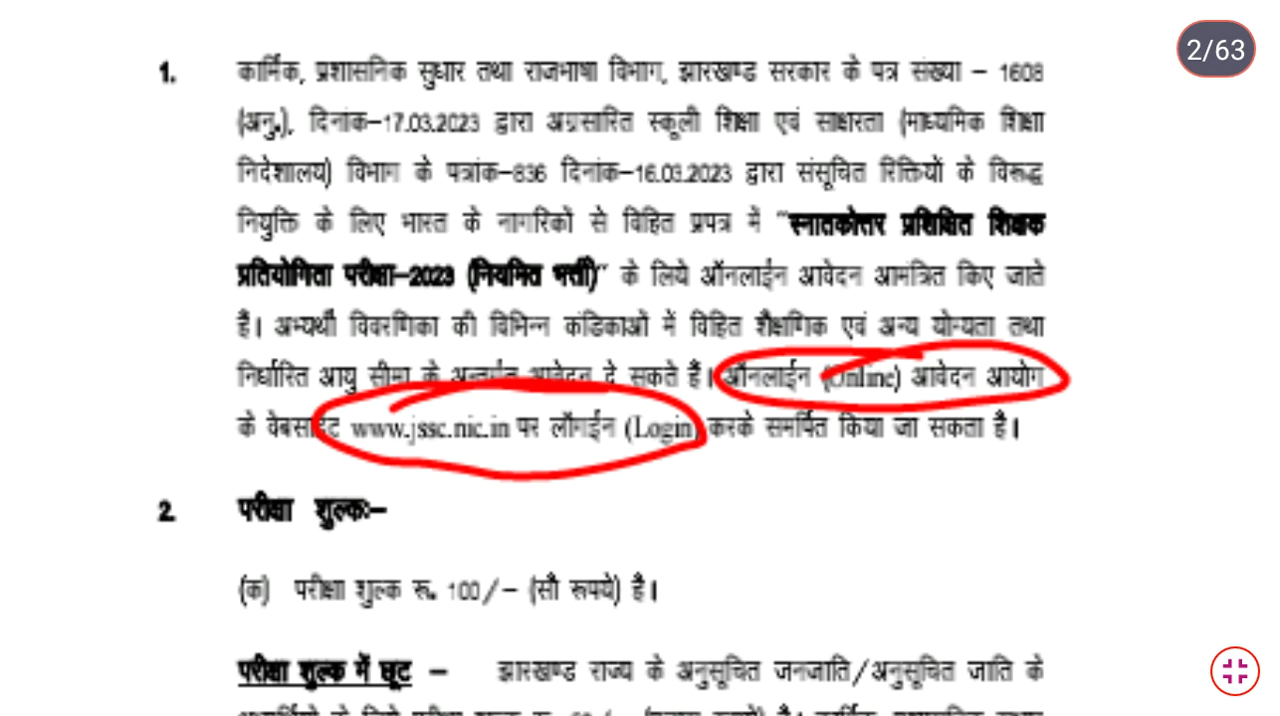 2/63
1. कार्मिक, प्रशासनिक सुधार तथा राजभाषा विभाग, झारखण्ड सरकार के पत्र संख्या – 1608
(अनु.), दिनांक–17.03.2023 द्वारा अग्रसारित स्कूली शिक्षा एवं साक्षरता (माध्यमिक शिक्षा
निदेशालय) विभाग के पत्रांक–836 दिनांक–16.03.2023 द्वारा संसूचित रिक्तियों के विरूद्ध
नियुक्ति के लिए भारत के नागरिकों से विहित प्रपत्र में "स्नातकोत्तर प्रशिक्षित शिक्षक
प्रतियोगिता परीक्षा–2023 (नियमित भर्ती)" के लिये ऑनलाईन आवेदन आमंत्रित किए जाते
हैं। अभ्यर्थी विवरणिका की विभिन्न कंडिकाओं में विहित शैक्षणिक एवं अन्य योग्यता तथा
निर्धारित आयु सीमा के अन्तर्गत आवेदन दे सकते हैं। ऑनलाईन (Online) आवेदन आयोग
के वेबसाईट www.jssc.nic.in पर लॉगईन (Login) करके समर्पित किया जा सकता है।
2. परीक्षा शुल्कः–
(क) परीक्षा शुल्क रू. 100/– (सौ रूपये) है।
परीक्षा शुल्क में छूट – झारखण्ड राज्य के अनुसूचित जनजाति/अनुसूचित जाति के